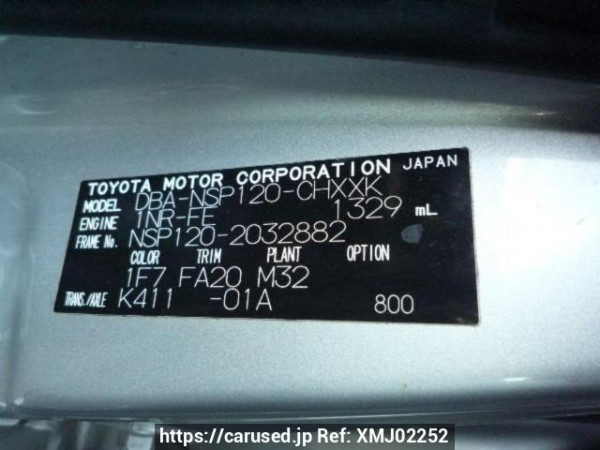 TOYOTA MOTOR CORPORATION JAPAN
MODEL DBA-NSP120-CHXXK
ENGINE 1NR-FE 1329 mL
FRAME No. NSP120-2032882
COLOR TRIM PLANT OPTION
1F7 FA20 M32
TRANS./AXLE K411 -01A 800
https://carused.jp Ref: XMJ02252